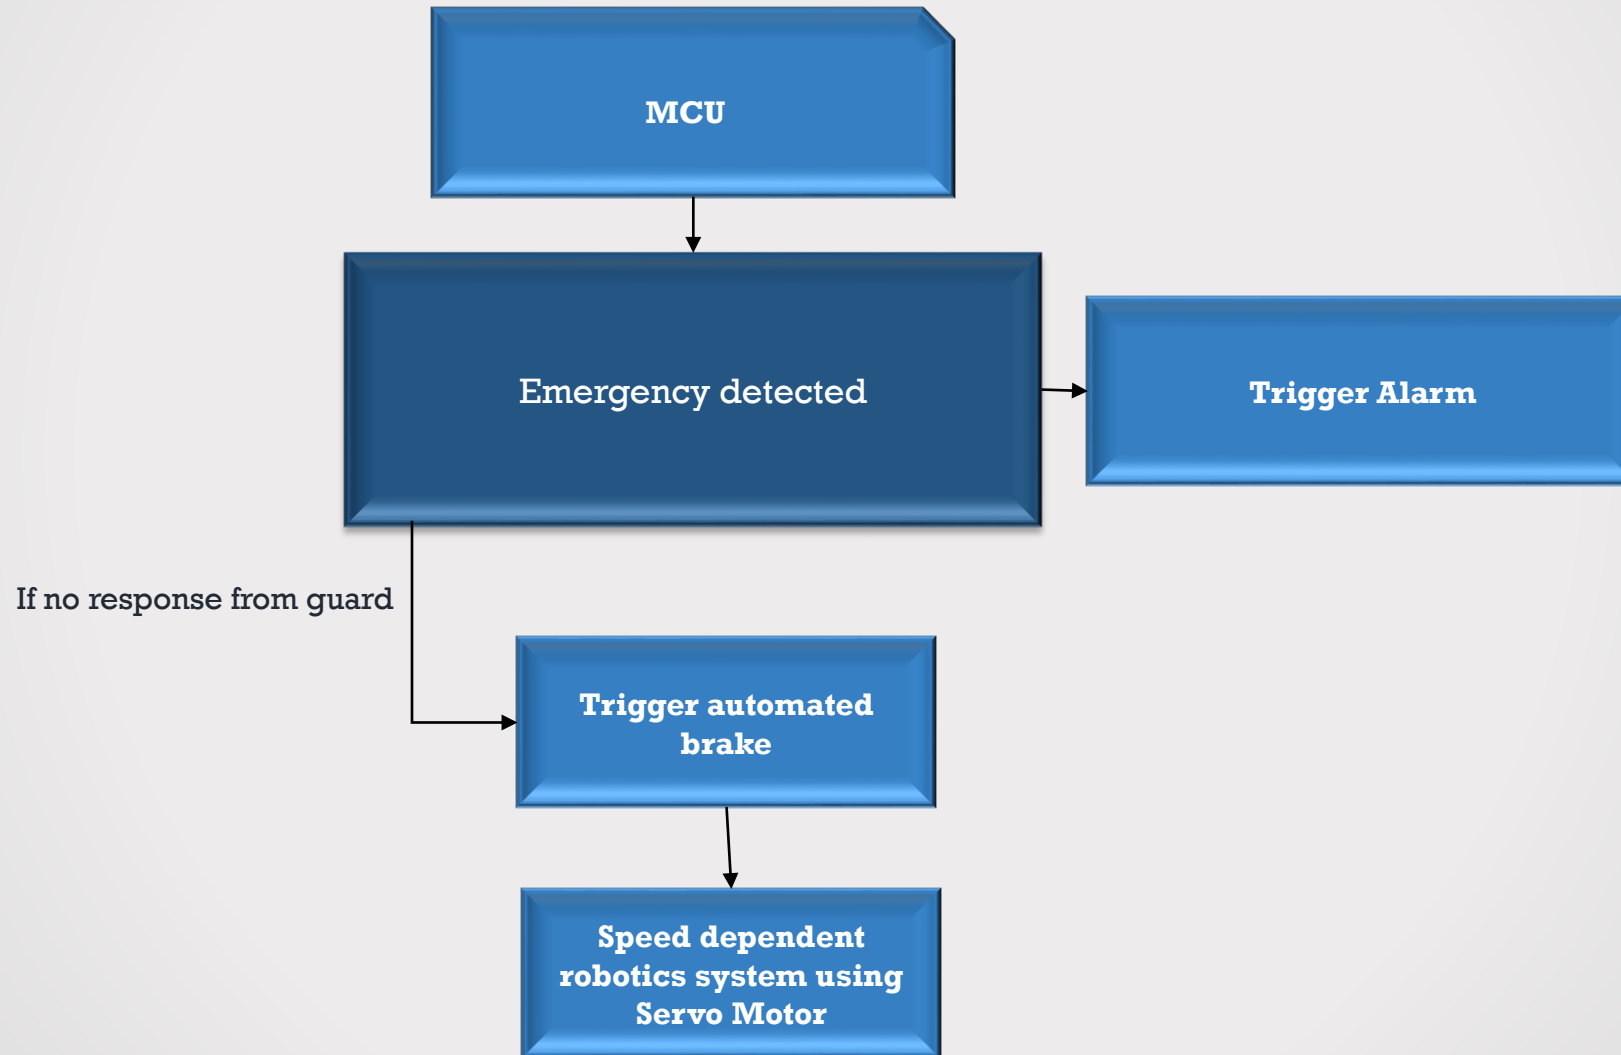 MCU
Emergency detected
Trigger Alarm
If no response from guard
Trigger automated
brake
Speed dependent
robotics system using
Servo Motor